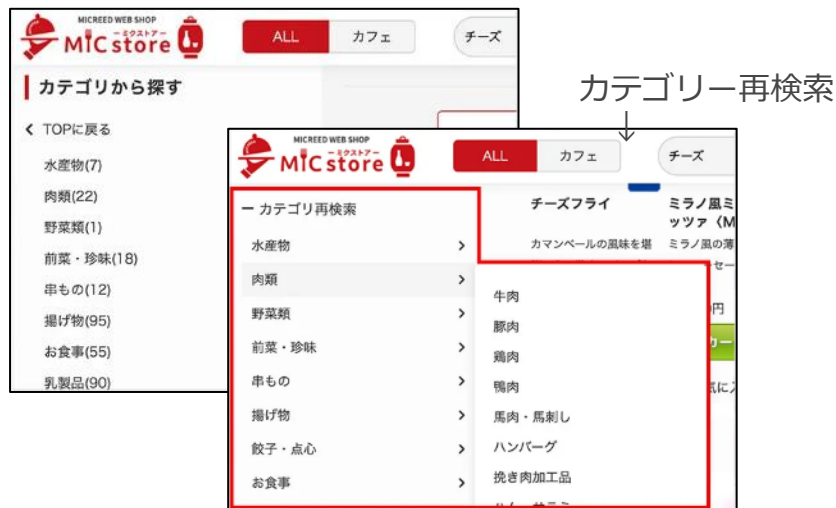 MICREED WEB SHOP
MiCstore
－ミクストアー
ALL
カフェ
チーズ
カテゴリから探す
TOPに戻る
水産物(7)
肉類(22)
野菜類(1)
前菜・珍味(18)
串もの(12)
揚げ物(95)
お食事(55)
乳製品(90)
カテゴリー再検索
MICREED WEB SHOP
MiCstore
－ミクストアー
ALL
カフェ
チーズ
ー カテゴリ再検索
水産物
肉類
野菜類
前菜・珍味
串もの
揚げ物
餃子・点心
お食事
牛肉
豚肉
鶏肉
鴨肉
馬肉・馬刺し
ハンバーグ
挽き肉加工品
チーズフライ
カマンベールの風味を堪
ミラノ風ミ
ッツァ〈M
ミラノ風の薄
セー
円
カー
気に入